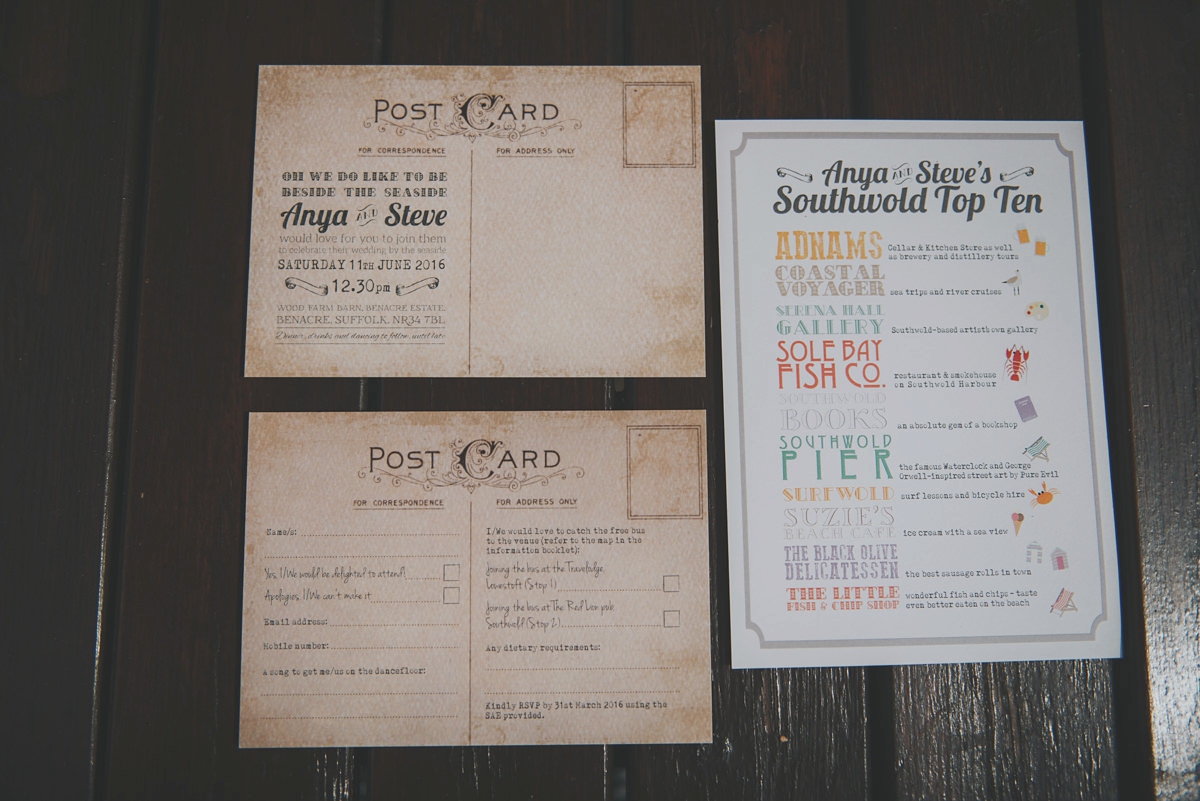 POST CARD
FOR CORRESPONDENCE
FOR ADDRESS ONLY
OH WE DO LIKE TO BE
BESIDE THE SEASIDE
Anya AND Steve
would love for you to join them
to celebrate their wedding by the seaside
SATURDAY 11TH JUNE 2016
12.30pm
WOOD FARM BARN, BENACRE ESTATE,
BENACRE, SUFFOLK, NR34 7BL
Dinner, drinks and dancing to follow, until late
POST CARD
FOR CORRESPONDENCE
FOR ADDRESS ONLY
Name/s:
Yes, I/We would be delighted to attend!
Apologies, I/We can't make it
Email address:
Mobile number:
A song to get me/us on the dancefloor:
I/We would love to catch the free bus
to the venue (refer to the map in the
information booklet):
Joining the bus at the Travelodge,
Lowestoft (Stop 1)
Joining the bus at The Red Lion pub
Southwold (Stop 2)
Any dietary requirements:
Kindly RSVP by 31st March 2016 using the
SAE provided.
Anya AND Steve's
Southwold Top Ten
ADNAMS Cellar & Kitchen Store as well
as brewery and distillery tours
COASTAL
VOYAGER sea trips and river cruises
SERENA HALL
GALLERY Southwold-based artist's own gallery
SOLE BAY
FISH CO. restaurant & smokehouse
on Southwold Harbour
SOUTHWOLD
BOOKS an absolute gem of a bookshop
SOUTHWOLD
PIER the famous Waterclock and George
Orwell-inspired street art by Pure Evil
SURFWOLD surf lessons and bicycle hire
SUZIE'S
BEACH CAFE ice cream with a sea view
THE BLACK OLIVE
DELICATESSEN the best sausage rolls in town
THE LITTLE
FISH & CHIP SHOP wonderful fish and chips - taste
even better eaten on the beach